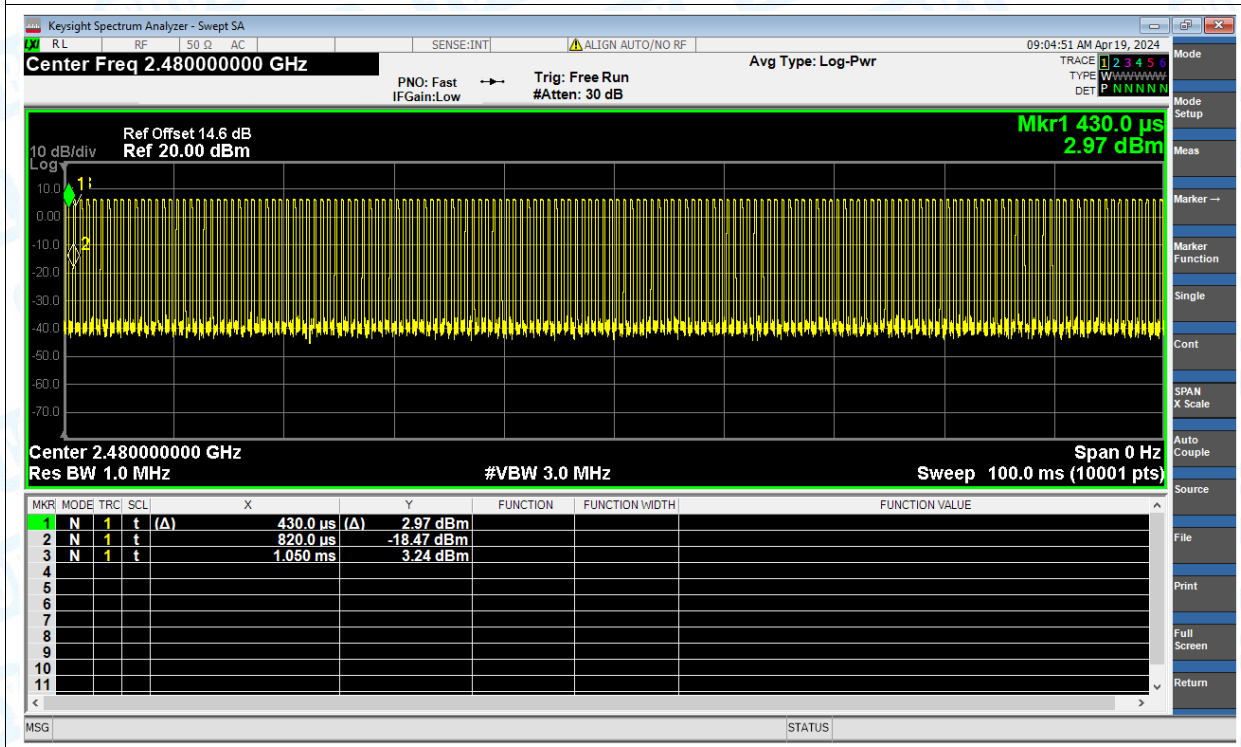 Keysight Spectrum Analyzer - Swept SA
LXI RL RF 50 Ω AC SENSE:INT ALIGN AUTO/NO RF 09:04:51 AM Apr 19, 2024
Center Freq 2.480000000 GHz Avg Type: Log-Pwr TRACE 1 2 3 4 5 6
PNO: Fast Trig: Free Run TYPE WWWWWW
IFGain:Low #Atten: 30 dB DET P N N N N N
Mkr1 430.0 µs
Ref Offset 14.6 dB
10 dB/div Ref 20.00 dBm 2.97 dBm
Log
10.0
0.00
-10.0
-20.0
-30.0
-40.0
-50.0
-60.0
-70.0
1
2
Center 2.480000000 GHz Span 0 Hz
Res BW 1.0 MHz #VBW 3.0 MHz Sweep 100.0 ms (10001 pts)
MKR MODE TRC SCL X Y FUNCTION FUNCTION WIDTH FUNCTION VALUE
1 N 1 t (Δ) 430.0 µs (Δ) 2.97 dBm
2 N 1 t 820.0 µs -18.47 dBm
3 N 1 t 1.050 ms 3.24 dBm
4
5
6
7
8
9
10
11
MSG STATUS
Mode
Mode
Setup
Meas
Marker →
Marker
Function
Single
Cont
SPAN
X Scale
Auto
Couple
Source
File
Print
Full
Screen
Return